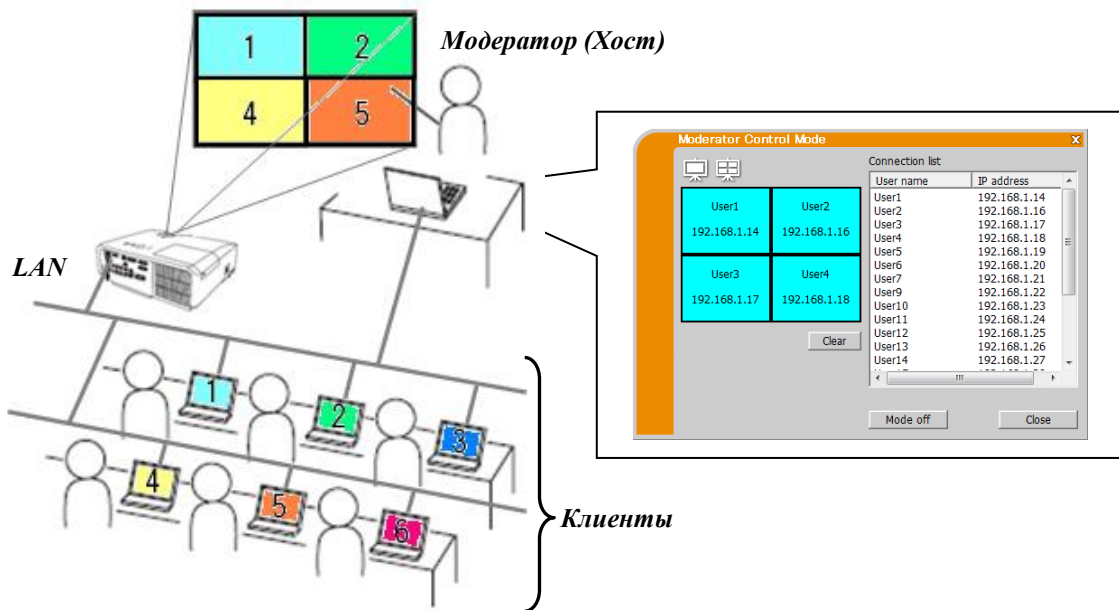 Модератор (Хост)
1
2
4
5
LAN
Moderator Control Mode
x
Connection list
User name IP address
User1 192.168.1.14
User2 192.168.1.16
User3 192.168.1.17
User4 192.168.1.18
User5 192.168.1.19
User6 192.168.1.20
User7 192.168.1.21
User9 192.168.1.22
User10 192.168.1.23
User11 192.168.1.24
User12 192.168.1.25
User13 192.168.1.26
User14 192.168.1.27
User1 User2
192.168.1.14 192.168.1.16
User3 User4
192.168.1.17 192.168.1.18
Clear
Mode off Close
1
2
3
4
5
6
Клиенты